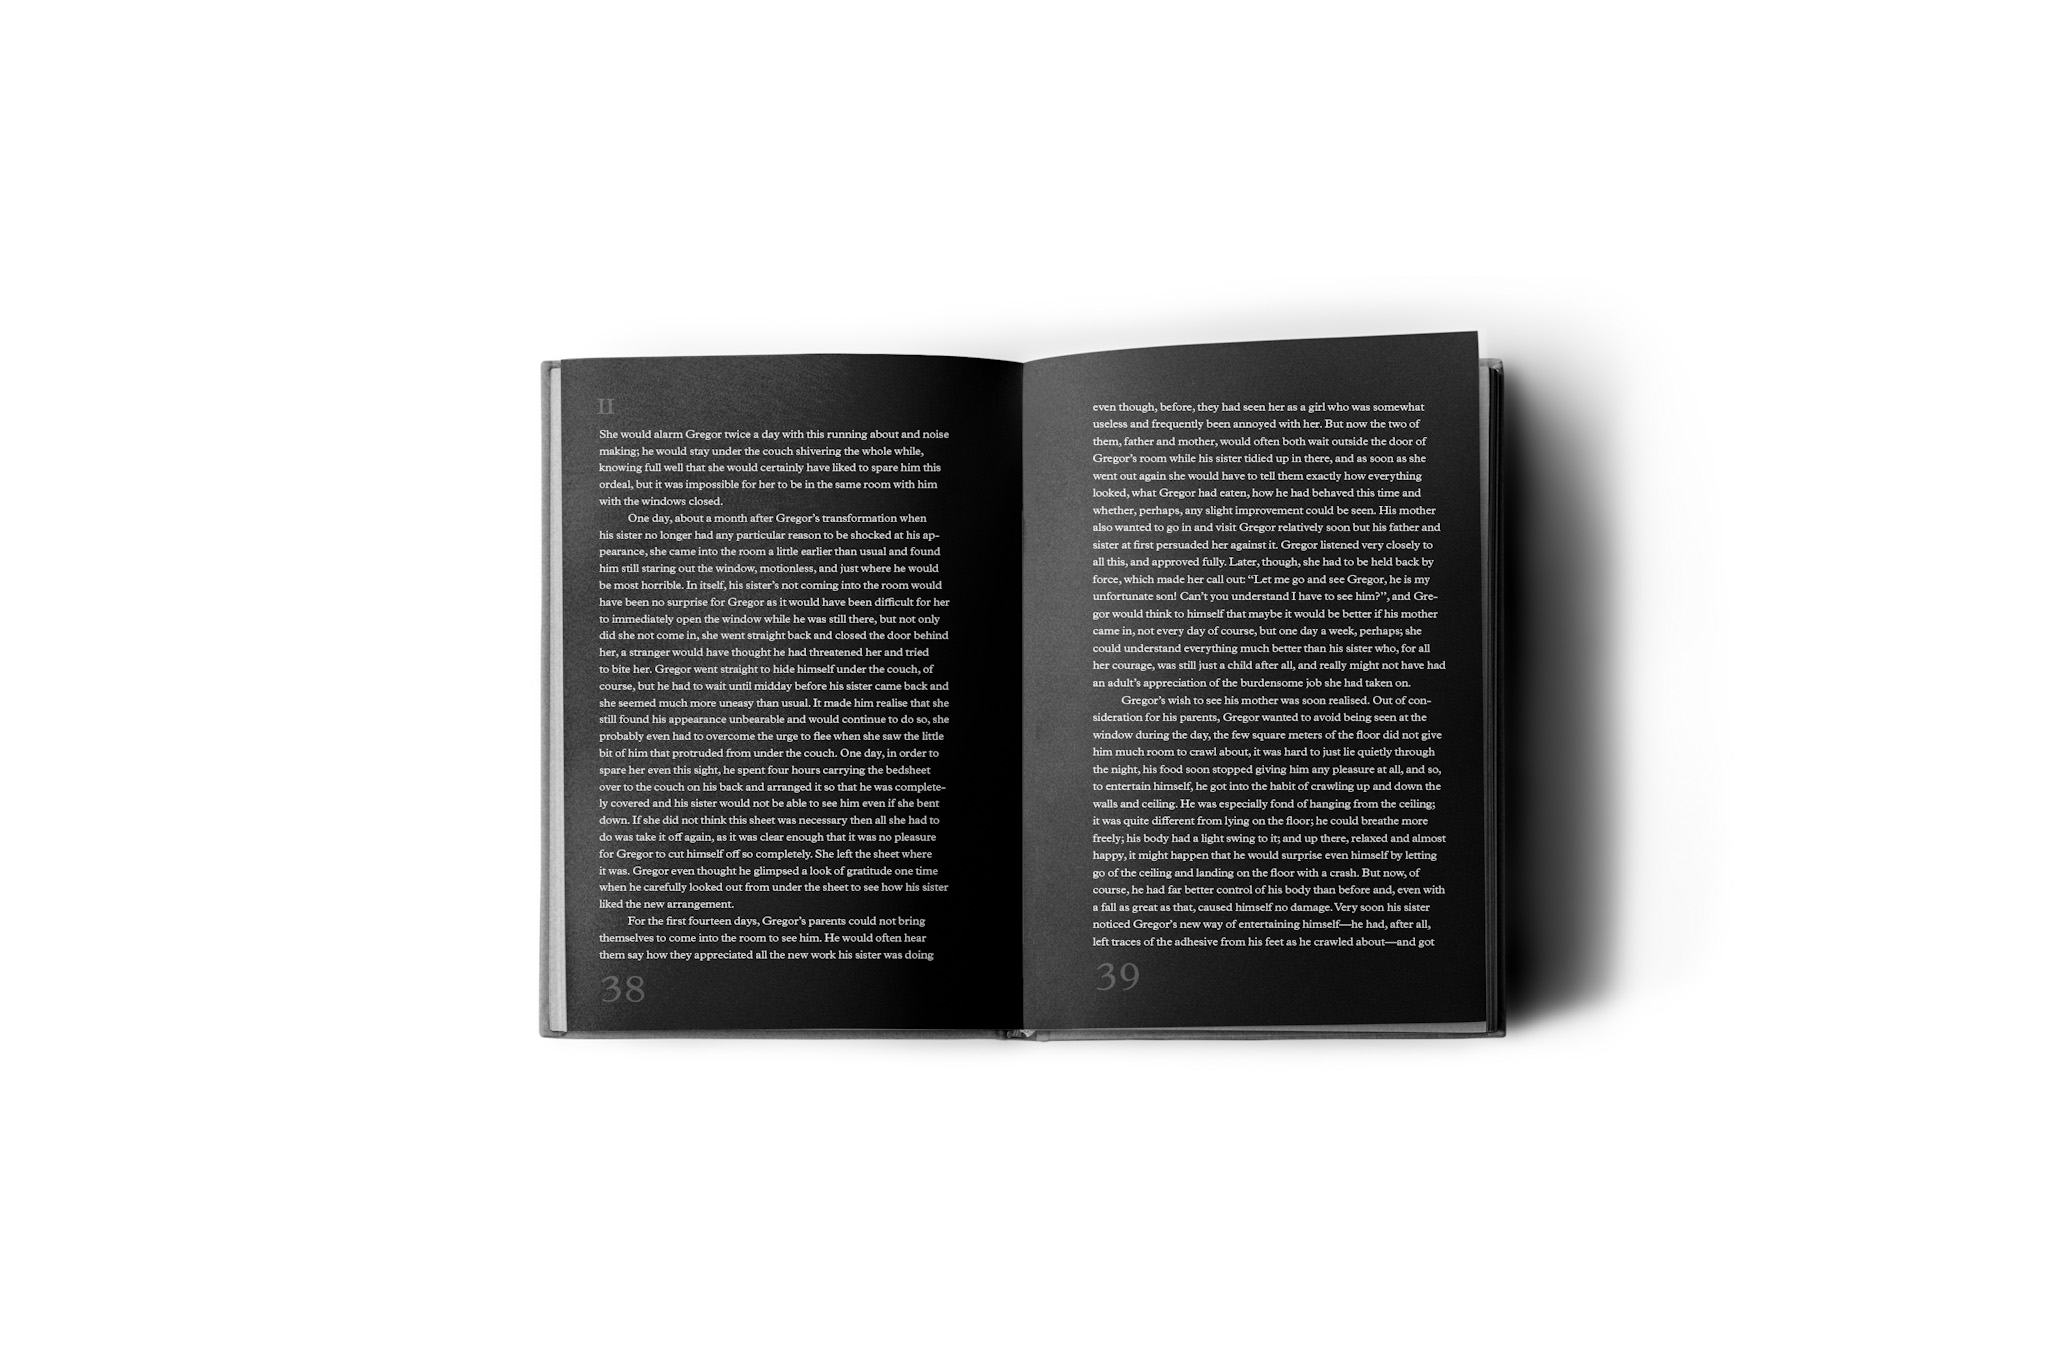 II
She would alarm Gregor twice a day with this running about and noise
making; he would stay under the couch shivering the whole while,
knowing full well that she would certainly have liked to spare him this
ordeal, but it was impossible for her to be in the same room with him
with the windows closed.
One day, about a month after Gregor’s transformation when
his sister no longer had any particular reason to be shocked at his ap-
pearance, she came into the room a little earlier than usual and found
him still staring out the window, motionless, and just where he would
be most horrible. In itself, his sister’s not coming into the room would
have been no surprise for Gregor as it would have been difficult for her
to immediately open the window while he was still there, but not only
did she not come in, she went straight back and closed the door behind
her, a stranger would have thought he had threatened her and tried
to bite her. Gregor went straight to hide himself under the couch, of
course, but he had to wait until midday before his sister came back and
she seemed much more uneasy than usual. It made him realise that she
still found his appearance unbearable and would continue to do so, she
probably even had to overcome the urge to flee when she saw the little
bit of him that protruded from under the couch. One day, in order to
spare her even this sight, he spent four hours carrying the bedsheet
over to the couch on his back and arranged it so that he was complete-
ly covered and his sister would not be able to see him even if she bent
down. If she did not think this sheet was necessary then all she had to
do was take it off again, as it was clear enough that it was no pleasure
for Gregor to cut himself off so completely. She left the sheet where
it was. Gregor even thought he glimpsed a look of gratitude one time
when he carefully looked out from under the sheet to see how his sister
liked the new arrangement.
For the first fourteen days, Gregor’s parents could not bring
themselves to come into the room to see him. He would often hear
them say how they appreciated all the new work his sister was doing
38
even though, before, they had seen her as a girl who was somewhat
useless and frequently been annoyed with her. But now the two of
them, father and mother, would often both wait outside the door of
Gregor’s room while his sister tidied up in there, and as soon as she
went out again she would have to tell them exactly how everything
looked, what Gregor had eaten, how he had behaved this time and
whether, perhaps, any slight improvement could be seen. His mother
also wanted to go in and visit Gregor relatively soon but his father and
sister at first persuaded her against it. Gregor listened very closely to
all this, and approved fully. Later, though, she had to be held back by
force, which made her call out: “Let me go and see Gregor, he is my
unfortunate son! Can’t you understand I have to see him?”, and Gre-
gor would think to himself that maybe it would be better if his mother
came in, not every day of course, but one day a week, perhaps; she
could understand everything much better than his sister who, for all
her courage, was still just a child after all, and really might not have had
an adult’s appreciation of the burdensome job she had taken on.
Gregor’s wish to see his mother was soon realised. Out of con-
sideration for his parents, Gregor wanted to avoid being seen at the
window during the day, the few square meters of the floor did not give
him much room to crawl about, it was hard to just lie quietly through
the night, his food soon stopped giving him any pleasure at all, and so,
to entertain himself, he got into the habit of crawling up and down the
walls and ceiling. He was especially fond of hanging from the ceiling;
it was quite different from lying on the floor; he could breathe more
freely; his body had a light swing to it; and up there, relaxed and almost
happy, it might happen that he would surprise even himself by letting
go of the ceiling and landing on the floor with a crash. But now, of
course, he had far better control of his body than before and, even with
a fall as great as that, caused himself no damage. Very soon his sister
noticed Gregor’s new way of entertaining himself—he had, after all,
left traces of the adhesive from his feet as he crawled about—and got
39